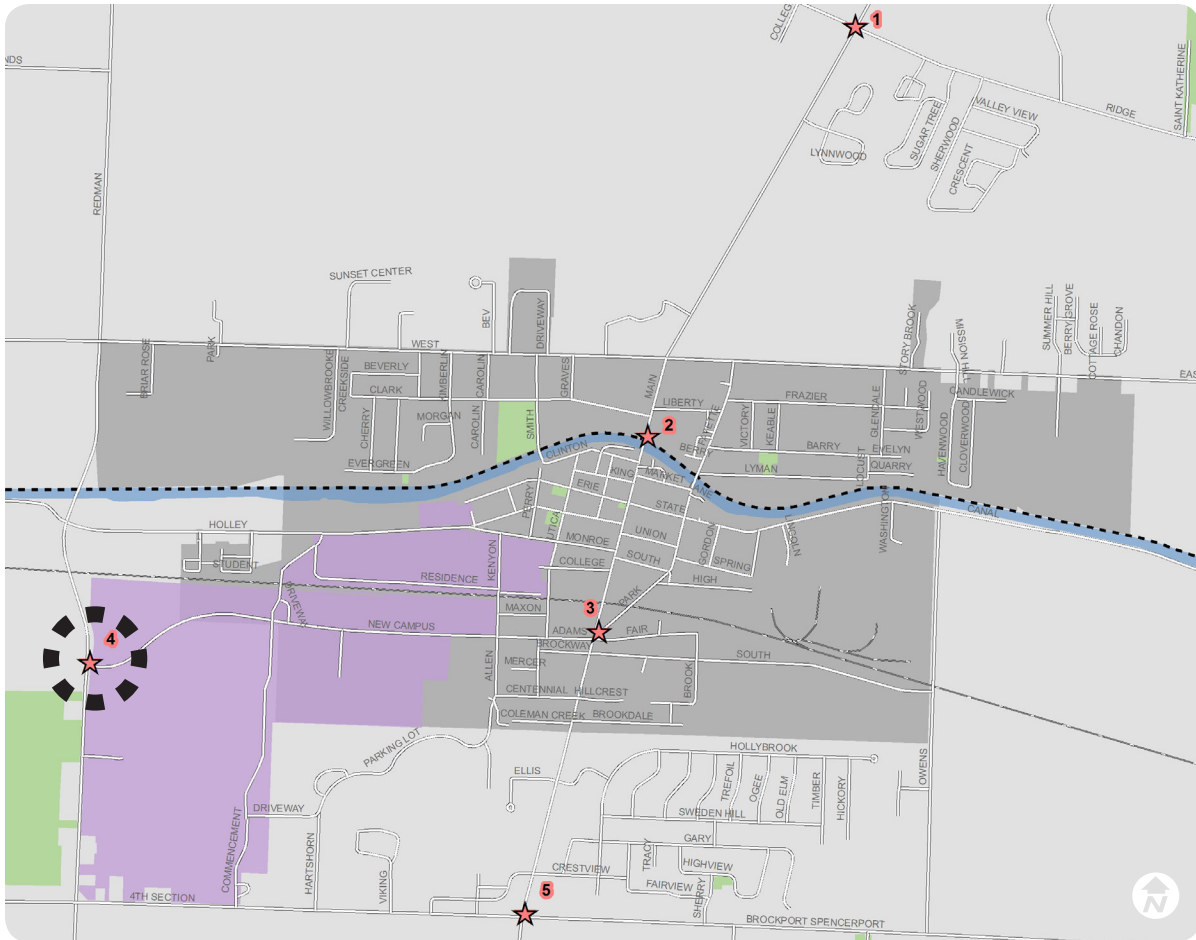 COLLEG
1
NDS
VALLEY VIEW
RIDGE
SAINT KATHERINE
SUGAR TREE
SHERWOOD
LYNNWOOD
CRESCENT
REDMAN
SUNSET CENTER
BEV
DRIVEWAY
STORY BROOK
MISSION HILL
SUMMER HILL
BERRY GROVE
COTTAGE ROSE
CHANDON
PARK
WEST
BRIAR ROSE
WILLOWBROOKE
CREEKSIDE
BEVERLY
KIMBERLIN
CAROLIN
GRAVES
MAIN
EAS
CLARK
LIBERTY
FRAZIER
CANDLEWICK
CHERRY
MORGAN
CAROLIN
SMITH
2
FAYETTE
VICTORY
KEABLE
GLENDALE
WESTWOOD
HAVENWOOD
CLOVERWOOD
CLINTON
BERRY
BARRY
EVELYN
EVERGREEN
KING
MARKET
LANE
LYMAN
LOCUST
QUARRY
ERIE
PERRY
STATE
WASHINGTON
CANAL
HOLLEY
UTICA
MONROE
UNION
GORDON
LINCOLN
STUDENT
KENYON
COLLEGE
SOUTH
SPRING
RESIDENCE
HIGH
DRIVEWAY
PARK
MAXON
3
4
NEW CAMPUS
ADAMS
FAIR
BROCKWAY
SOUTH
ALLEN
MERCER
BROOK
CENTENNIAL
HILLCREST
COLEMAN CREEK
BROOKDALE
PARKING LOT
HOLLYBROOK
OWENS
ELLIS
TREFOIL
OGEE
OLD ELM
TIMBER
HICKORY
DRIVEWAY
SWEDEN HILL
COMMENCEMENT
HARTSHORN
GARY
TRACY
VIKING
CRESTVIEW
HIGHVIEW
FAIRVIEW
SHERRY
5
4TH SECTION
BROCKPORT SPENCERPORT
N